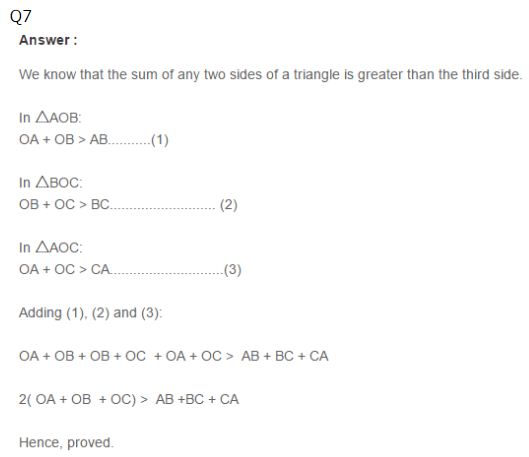 Q7
Answer :
We know that the sum of any two sides of a triangle is greater than the third side.
In △AOB:
OA + OB > AB...........(1)
In △BOC:
OB + OC > BC........................... (2)
In △AOC:
OA + OC > CA.............................(3)
Adding (1), (2) and (3):
OA + OB + OB + OC + OA + OC > AB + BC + CA
2( OA + OB + OC) > AB +BC + CA
Hence, proved.